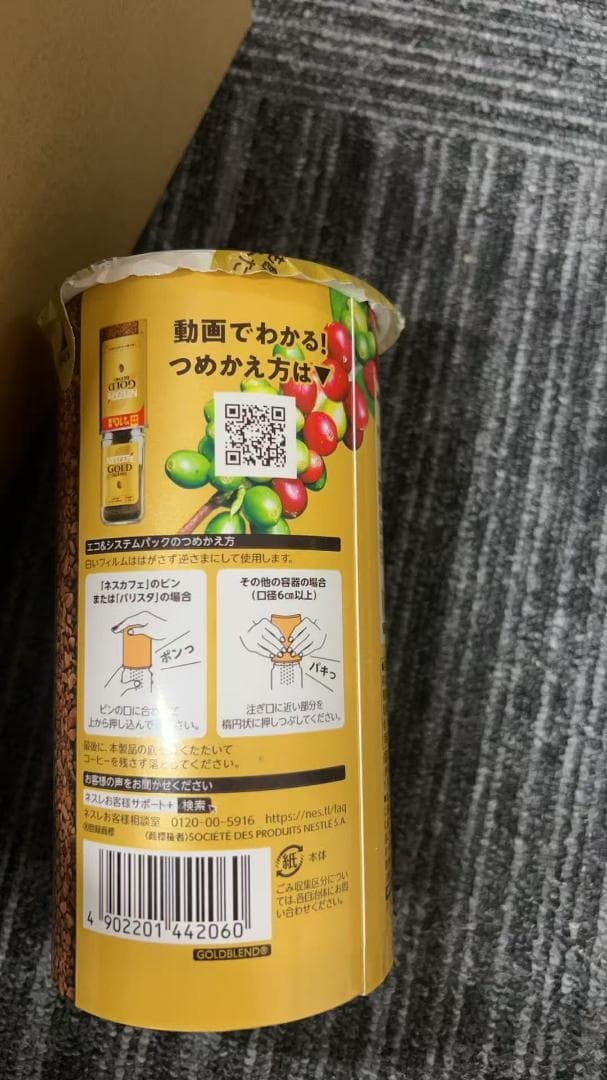 動画でわかる!
つめかえ方は▼
GOLD
GOLD
エコ&システムパックのつめかえ方
白いフィルムははがさず逆さまにして使用します。
「ネスカフェ」のビン
または「バリスタ」の場合
ポンっ
ビンの口に合
上から押し込んで ください。
その他の容器の場合
(口径6cm以上)
パキっ
注ぎ口に近い部分を
楕円状に押しつぶしてください。
最後に、本製品の底 くたたいて
コーヒーを残さず落としてください。
お客様の声をお聞かせください
ネスレお客様サポート+ 検索
ネスレお客様相談室 0120-00-5916 https://nes.tl/faq
®登録商標 (商標権者)SOCIÉTÉ DES PRODUITS NESTLÉ S.A.
紙 本体
ごみ収集区分につい
ては、各自治体にお問
い合わせください。
4 902201 442060
GOLDBLEND®